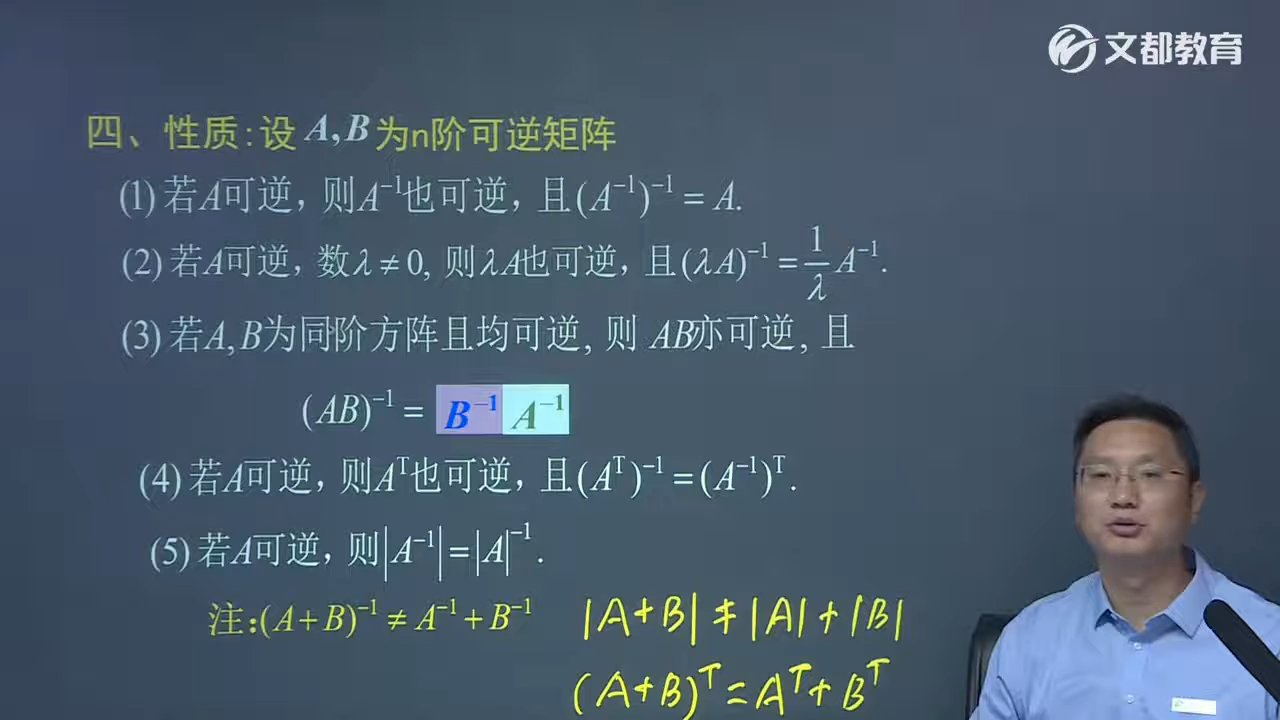 文都教育
四、性质:设 A,B 为n阶可逆矩阵
(1) 若A可逆, 则A⁻¹也可逆, 且(A⁻¹)⁻¹ = A.
(2) 若A可逆, 数λ≠0, 则λA也可逆, 且(λA)⁻¹ = 1/λ A⁻¹.
(3) 若A,B为同阶方阵且均可逆, 则 AB亦可逆, 且
(AB)⁻¹ = B⁻¹ A⁻¹
(4) 若A可逆, 则Aᵀ也可逆, 且(Aᵀ)⁻¹ = (A⁻¹)ᵀ.
(5) 若A可逆, 则|A⁻¹| = |A|⁻¹.
注:(A+B)⁻¹ ≠ A⁻¹ + B⁻¹ |A+B| ≠ |A| + |B|
(A+B)ᵀ = Aᵀ + Bᵀ